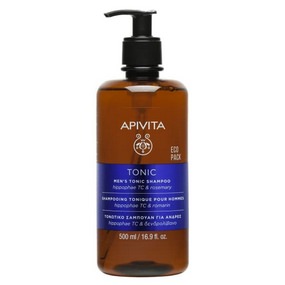 APIVITA
ECO
PACK
TONIC
MEN'S TONIC SHAMPOO
hippophae TC & rosemary
SHAMPOOING TONIQUE POUR HOMMES
hippophae TC & romarin
ΤΟΝΩΤΙΚΟ ΣΑΜΠΟΥΑΝ ΓΙΑ ΑΝΔΡΕΣ
hippophae TC & δενδρολίβανο
500 ml / 16.9 fl. oz.